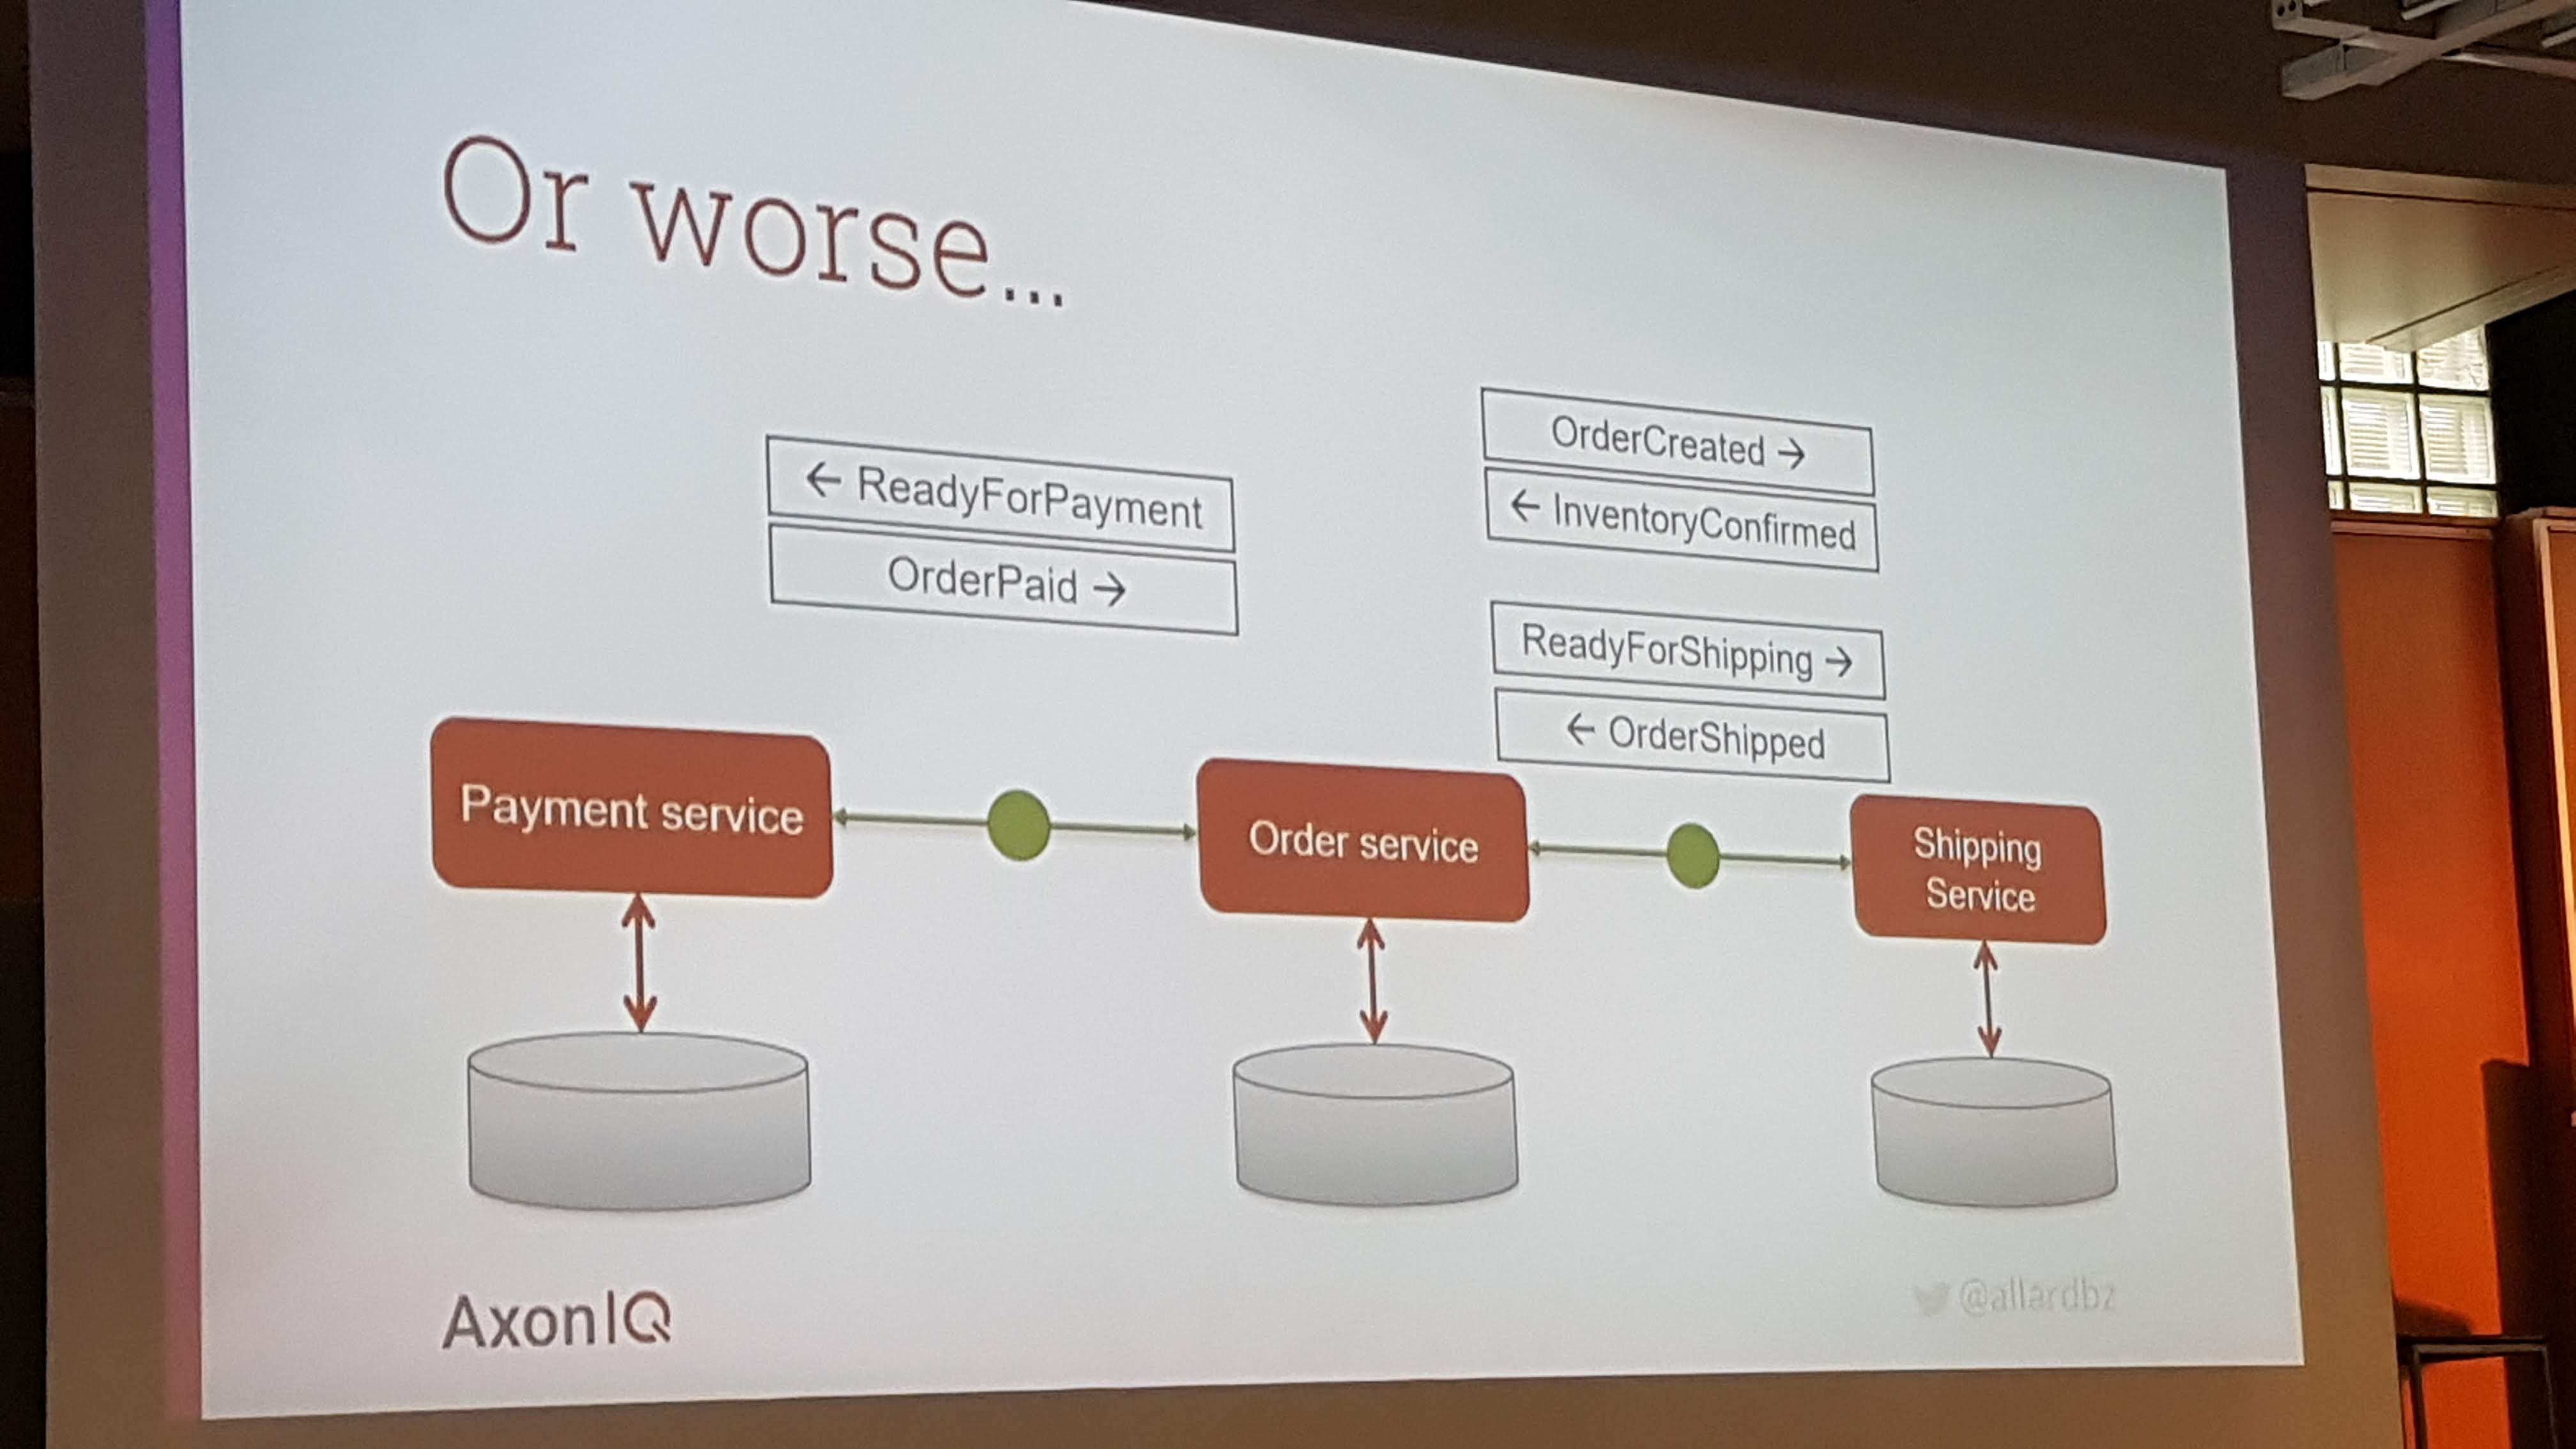 Or worse...
← ReadyForPayment
OrderPaid →
OrderCreated →
← InventoryConfirmed
ReadyForShipping →
← OrderShipped
Payment service
Order service
Shipping
Service
AxonIQ
@allardbz